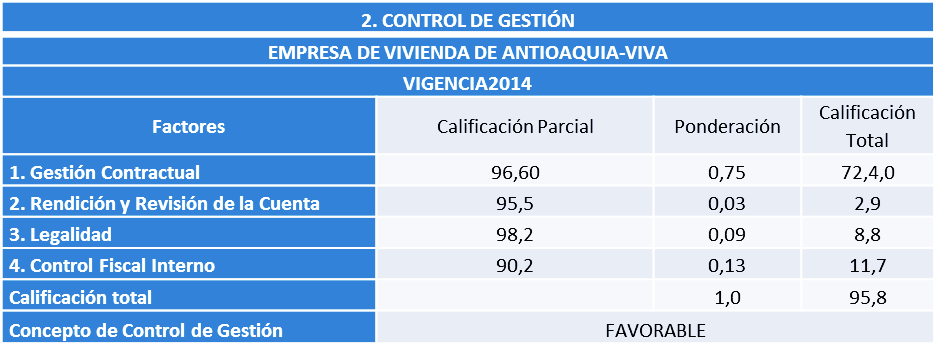 2. CONTROL DE GESTIÓN
EMPRESA DE VIVIENDA DE ANTIOAQUIA-VIVA
VIGENCIA2014
Factores Calificación Parcial Ponderación Calificación Total
1. Gestión Contractual 96,60 0,75 72,4,0
2. Rendición y Revisión de la Cuenta 95,5 0,03 2,9
3. Legalidad 98,2 0,09 8,8
4. Control Fiscal Interno 90,2 0,13 11,7
Calificación total 1,0 95,8
Concepto de Control de Gestión FAVORABLE